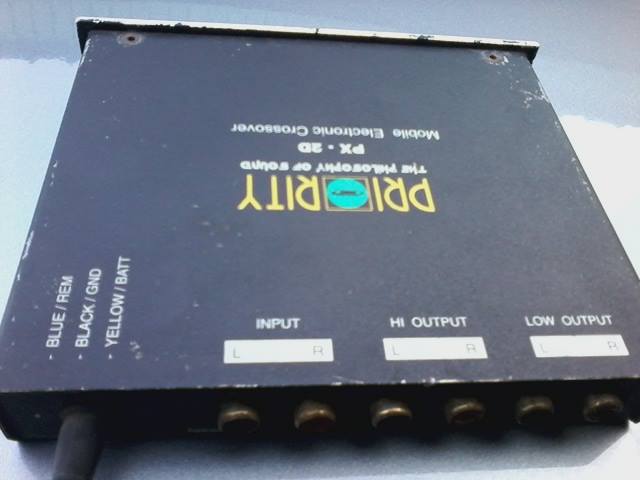 Mobile Electronic Crossover
PX - 2D
THE PHILOSOPHY OF SOUND
PRIORITY
- BLUE / REM
- BLACK / GND
- YELLOW / BATT
INPUT
L R
HI OUTPUT
L R
LOW OUTPUT
L R